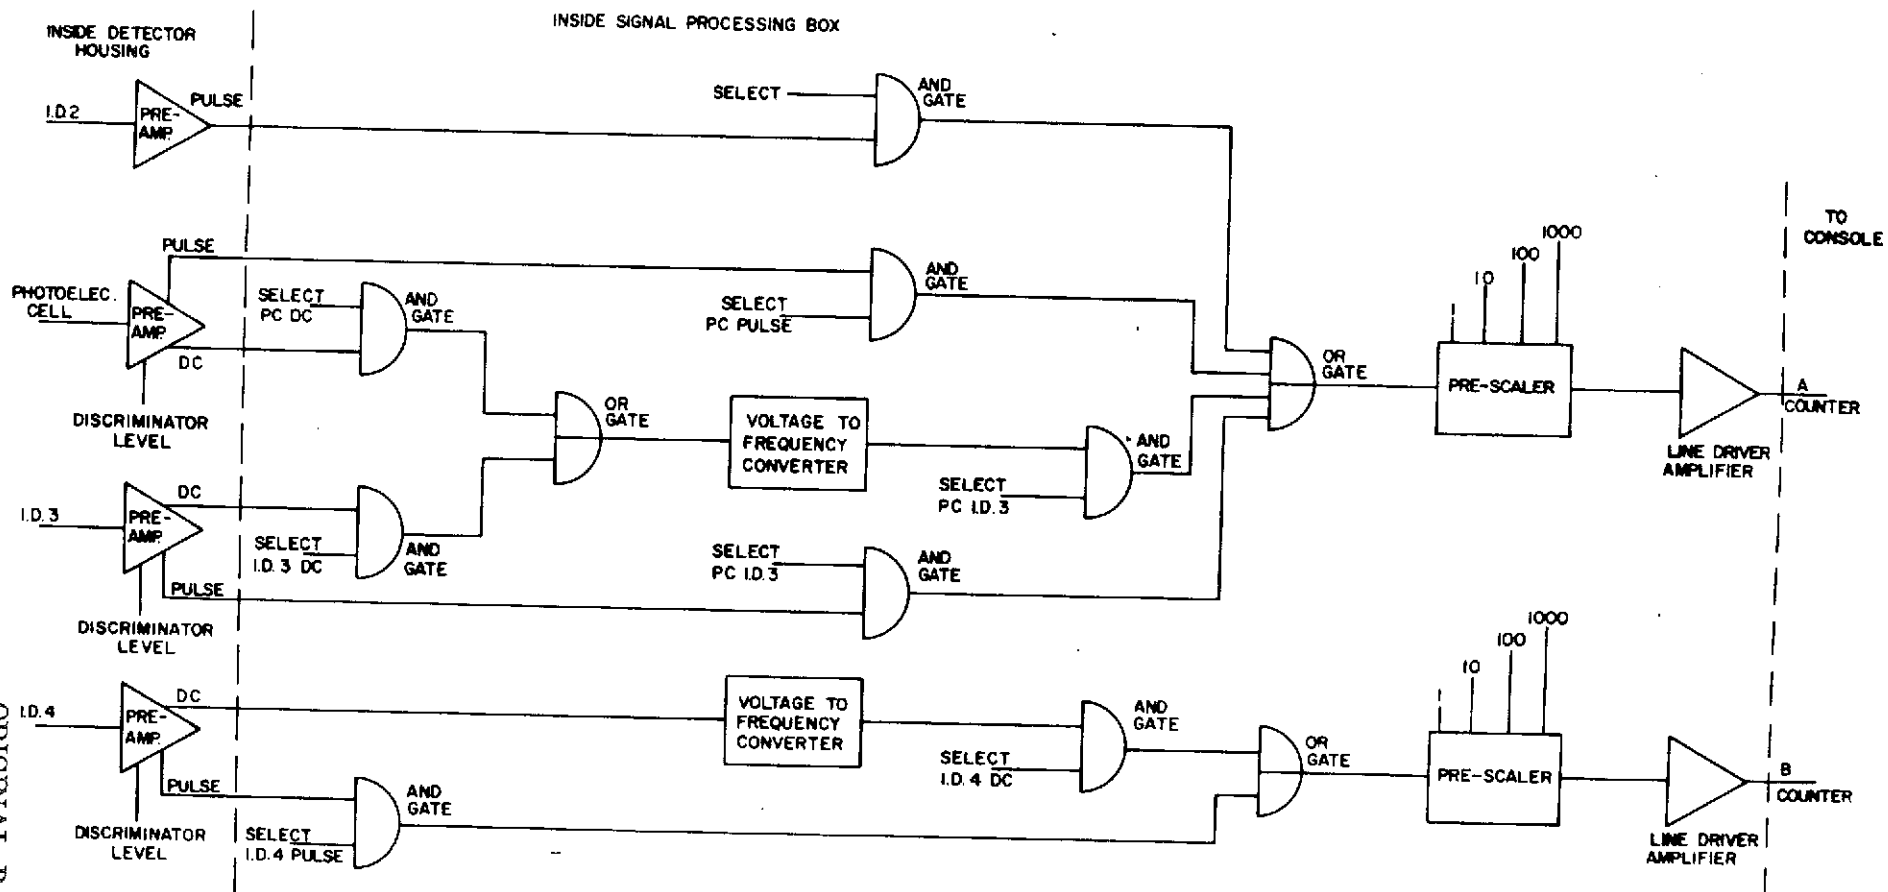 INSIDE DETECTOR
HOUSING
INSIDE SIGNAL PROCESSING BOX
I.D.2
PRE-
AMP.
PULSE
SELECT
AND
GATE
PULSE
PHOTOELEC.
CELL
PRE-
AMP.
DC
DISCRIMINATOR
LEVEL
SELECT
PC DC
AND
GATE
SELECT
PC PULSE
AND
GATE
OR
GATE
VOLTAGE TO
FREQUENCY
CONVERTER
SELECT
PC I.D.3
AND
GATE
OR
GATE
1
10
100
1000
PRE-SCALER
LINE DRIVER
AMPLIFIER
TO
CONSOLE
A
COUNTER
I.D.3
PRE-
AMP.
DC
PULSE
DISCRIMINATOR
LEVEL
SELECT
I.D.3 DC
AND
GATE
SELECT
PC I.D.3
AND
GATE
I.D.4
PRE-
AMP.
DC
PULSE
DISCRIMINATOR
LEVEL
SELECT
I.D.4 PULSE
AND
GATE
VOLTAGE TO
FREQUENCY
CONVERTER
SELECT
I.D.4 DC
AND
GATE
OR
GATE
1
10
100
1000
PRE-SCALER
LINE DRIVER
AMPLIFIER
B
COUNTER